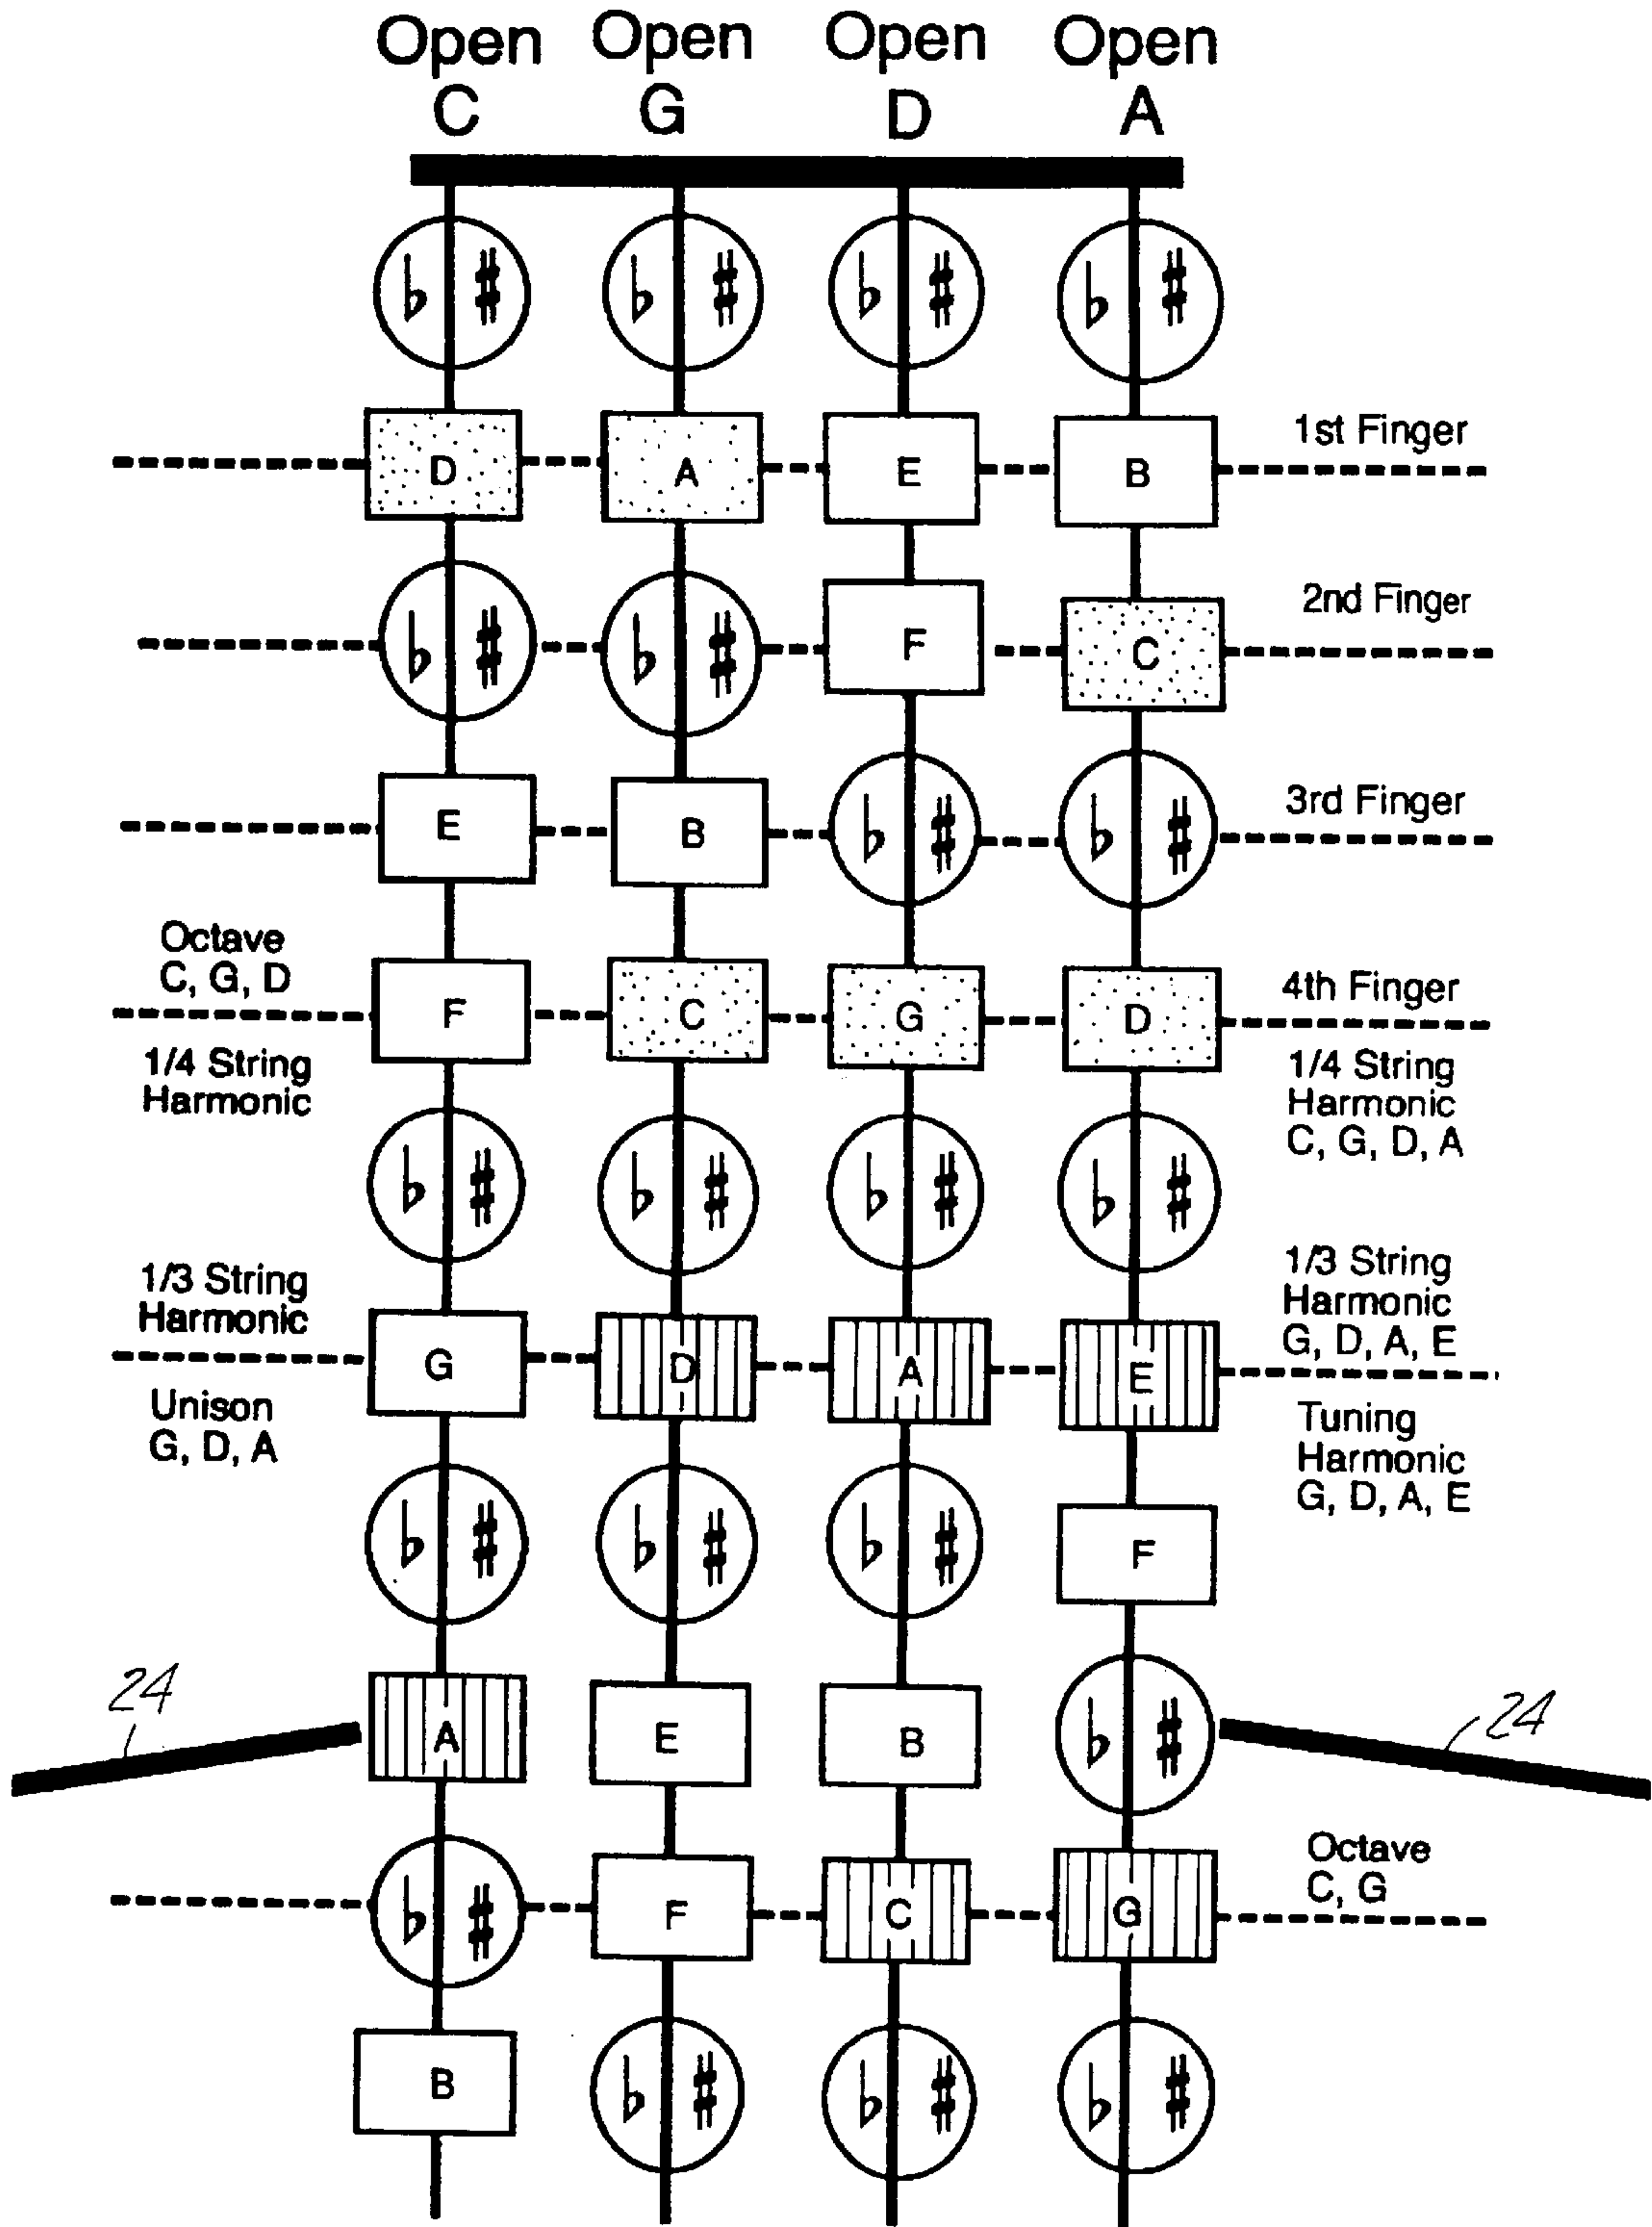 Open Open Open Open
C G D A
♭ ♯ ♭ ♯ ♭ ♯ ♭ ♯
1st Finger
D A E B
2nd Finger
♭ ♯ ♭ ♯ F C
3rd Finger
E B ♭ ♯ ♭ ♯
Octave
C, G, D
4th Finger
F C G D
1/4 String
Harmonic
1/4 String
Harmonic
C, G, D, A
♭ ♯ ♭ ♯ ♭ ♯ ♭ ♯
1/3 String
Harmonic
1/3 String
Harmonic
G, D, A, E
G D A E
Unison
G, D, A
Tuning
Harmonic
G, D, A, E
♭ ♯ ♭ ♯ ♭ ♯ F
24 24
A E B ♭ ♯
Octave
C, G
♭ ♯ F C G
B ♭ ♯ ♭ ♯ ♭ ♯